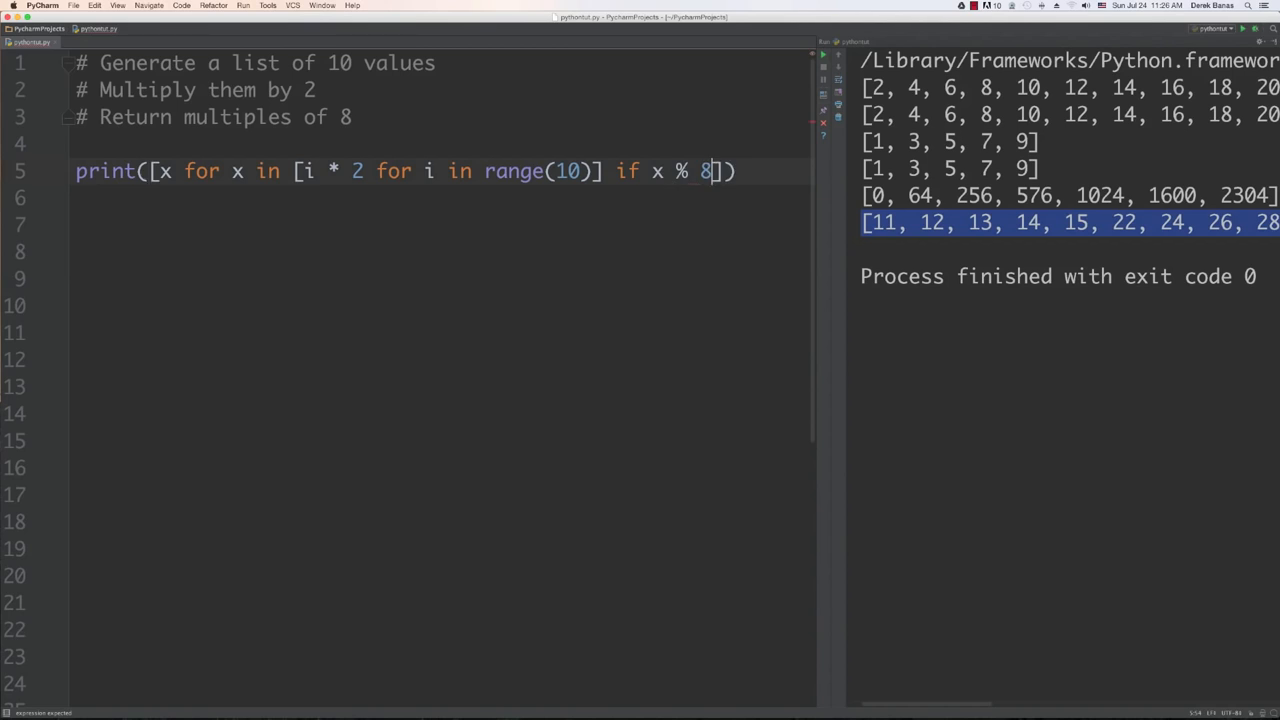 PyCharm File Edit View Navigate Code Refactor Run Tools VCS Window Help 10 Sun Jul 24 11:26 AM Derek Banas
pythontut.py - PycharmProjects - [~/PycharmProjects]
PycharmProjects pythontut.py pythontut
pythontut.py Run: pythontut
1 # Generate a list of 10 values
2 # Multiply them by 2
3 # Return multiples of 8
4
5 print([x for x in [i * 2 for i in range(10)] if x % 8])
6
7
8
9
10
11
12
13
14
15
16
17
18
19
20
21
22
23
24
/Library/Frameworks/Python.framewor
[2, 4, 6, 8, 10, 12, 14, 16, 18, 20
[2, 4, 6, 8, 10, 12, 14, 16, 18, 20
[1, 3, 5, 7, 9]
[1, 3, 5, 7, 9]
[0, 64, 256, 576, 1024, 1600, 2304]
[11, 12, 13, 14, 15, 22, 24, 26, 28
Process finished with exit code 0
expression expected 5:54 LF‡ UTF-8‡